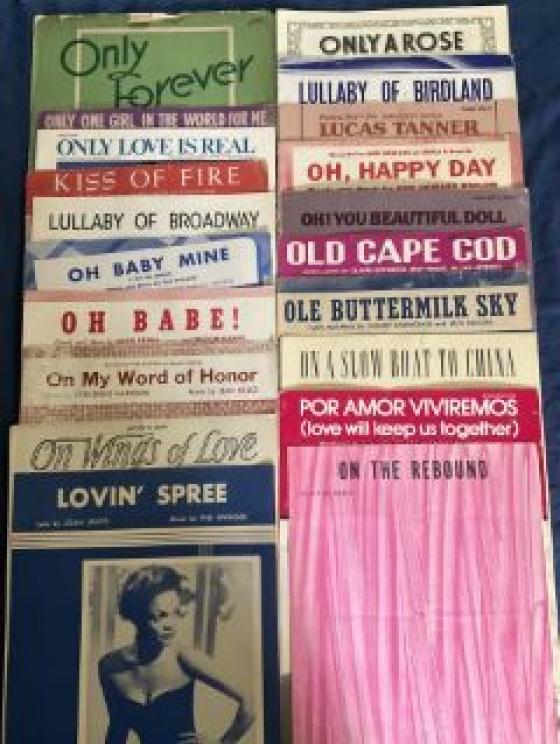 Only
Forever
ONLY ONE GIRL IN THE WORLD FOR ME
ONLY LOVE IS REAL
KISS OF FIRE
LULLABY OF BROADWAY
OH BABY MINE
OH BABE!
On My Word of Honor
On Wings of Love
LOVIN' SPREE
ONLY A ROSE
LULLABY OF BIRDLAND
LUCAS TANNER
OH, HAPPY DAY
OH! YOU BEAUTIFUL DOLL
OLD CAPE COD
OLE BUTTERMILK SKY
ON A SLOW BOAT TO CHINA
POR AMOR VIVIREMOS
(love will keep us together)
ON THE REBOUND